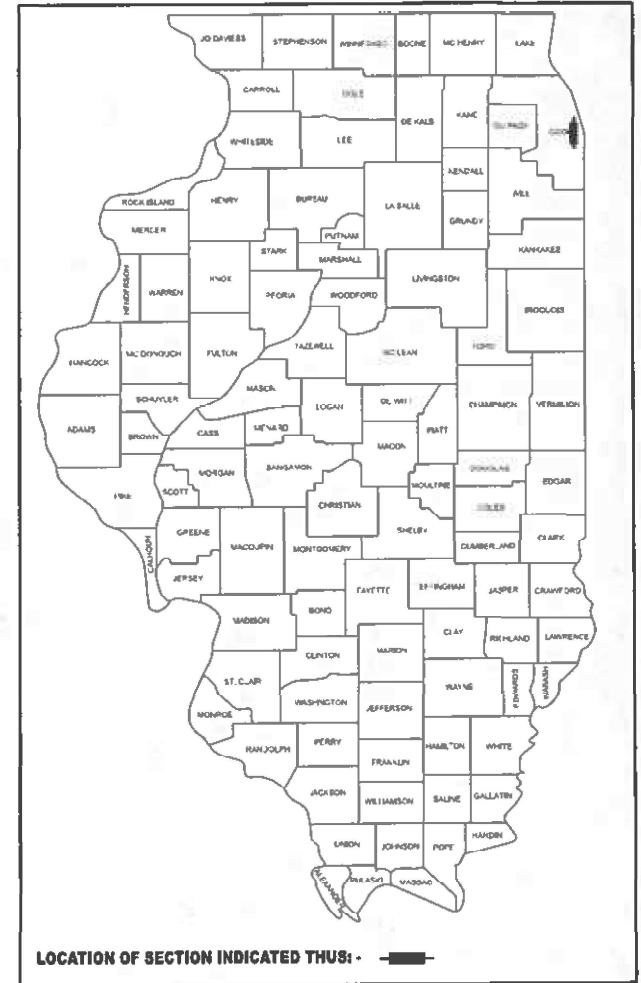 JO DAVIESS STEPHENSON WINNEBAGO BOONE MC HENRY LAKE
CARROLL
DE KALB KANE
WHITESIDE LEE
KENDALL
WILL
ROCK ISLAND HENRY BUREAU LA SALLE
GRUNDY
MERCER PUTNAM
STARK KANKAKEE
MARSHALL
HENDERSON WARREN KNOX LIVINGSTON
PEORIA WOODFORD IROQUOIS
FORD
HANCOCK MC DONOUGH FULTON TAZEWELL MC LEAN
MASON
SCHUYLER LOGAN DE WITT CHAMPAIGN VERMILION
ADAMS BROWN CASS MENARD PIATT
MACON
MORGAN SANGAMON DOUGLAS
PIKE SCOTT CHRISTIAN MOULTRIE EDGAR
COLES
GREENE SHELBY
CALHOUN MACOUPIN MONTGOMERY CUMBERLAND CLARK
JERSEY FAYETTE EFFINGHAM JASPER CRAWFORD
MADISON BOND
CLAY RICHLAND LAWRENCE
CLINTON MARION
ST. CLAIR WAYNE EDWARDS WABASH
WASHINGTON JEFFERSON
MONROE
RANDOLPH PERRY HAMILTON WHITE
FRANKLIN
JACKSON WILLIAMSON SALINE GALLATIN
UNION JOHNSON POPE HARDIN
ALEXANDER PULASKI MASSAC
LOCATION OF SECTION INDICATED THUS: -